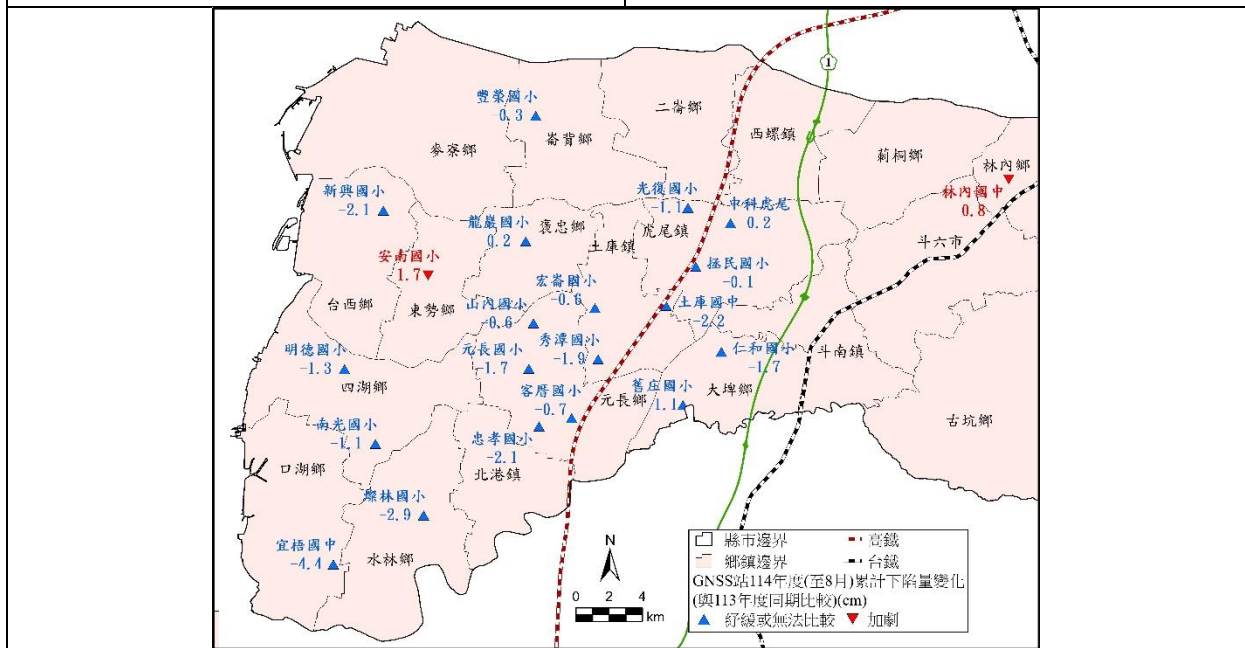 1
二崙鄉
豐榮國小
-0.3
崙背鄉
西螺鎮
麥寮鄉
莿桐鄉
林內鄉
林內國中
0.8
新興國小
-2.1
光復國小
-1.1
中科虎尾
0.2
龍巖國小
0.2
褒忠鄉
土庫鎮
虎尾鎮
斗六市
安南國小
1.7
拯民國小
-0.1
宏崙國小
-0.6
台西鄉
東勢鄉
山內國小
-0.6
土庫國中
-2.2
秀潭國小
-1.9
明德國小
-1.3
四湖鄉
元長國小
-1.7
仁和國小
-1.7
斗南鎮
客厝國小
-0.7
元長鄉
舊庄國小
1.1
大埤鄉
古坑鄉
南光國小
-1.1
忠孝國小
-2.1
口湖鄉
北港鎮
燦林國小
-2.9
宜梧國中
-4.4
水林鄉
N
0 2 4
km
縣市邊界 高鐵
鄉鎮邊界 台鐵
GNSS站114年度(至8月)累計下陷量變化
(與113年度同期比較)(cm)
紓緩或無法比較 加劇